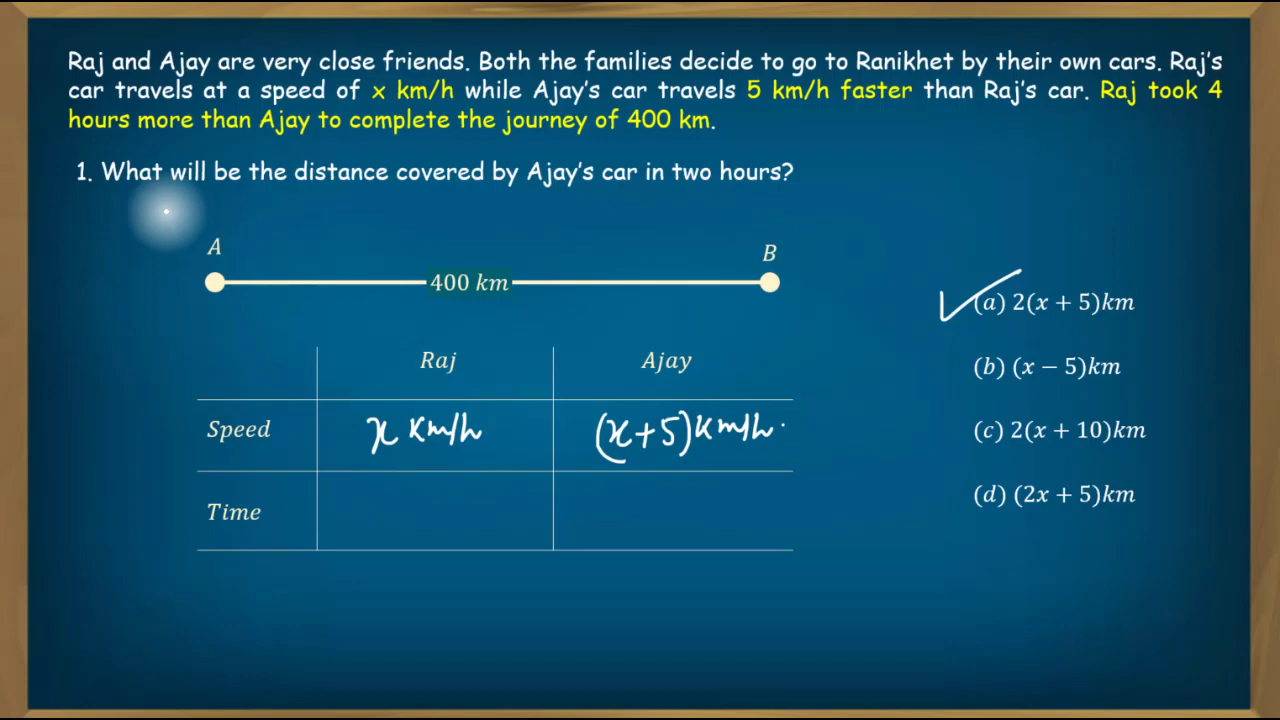 Raj and Ajay are very close friends. Both the families decide to go to Ranikhet by their own cars. Raj's
car travels at a speed of x km/h while Ajay's car travels 5 km/h faster than Raj's car. Raj took 4
hours more than Ajay to complete the journey of 400 km.
1. What will be the distance covered by Ajay's car in two hours?
A
B
400 km
(a) 2(x + 5)km
(b) (x − 5)km
(c) 2(x + 10)km
(d) (2x + 5)km
Raj Ajay
Speed x km/h (x+5) km/h.
Time